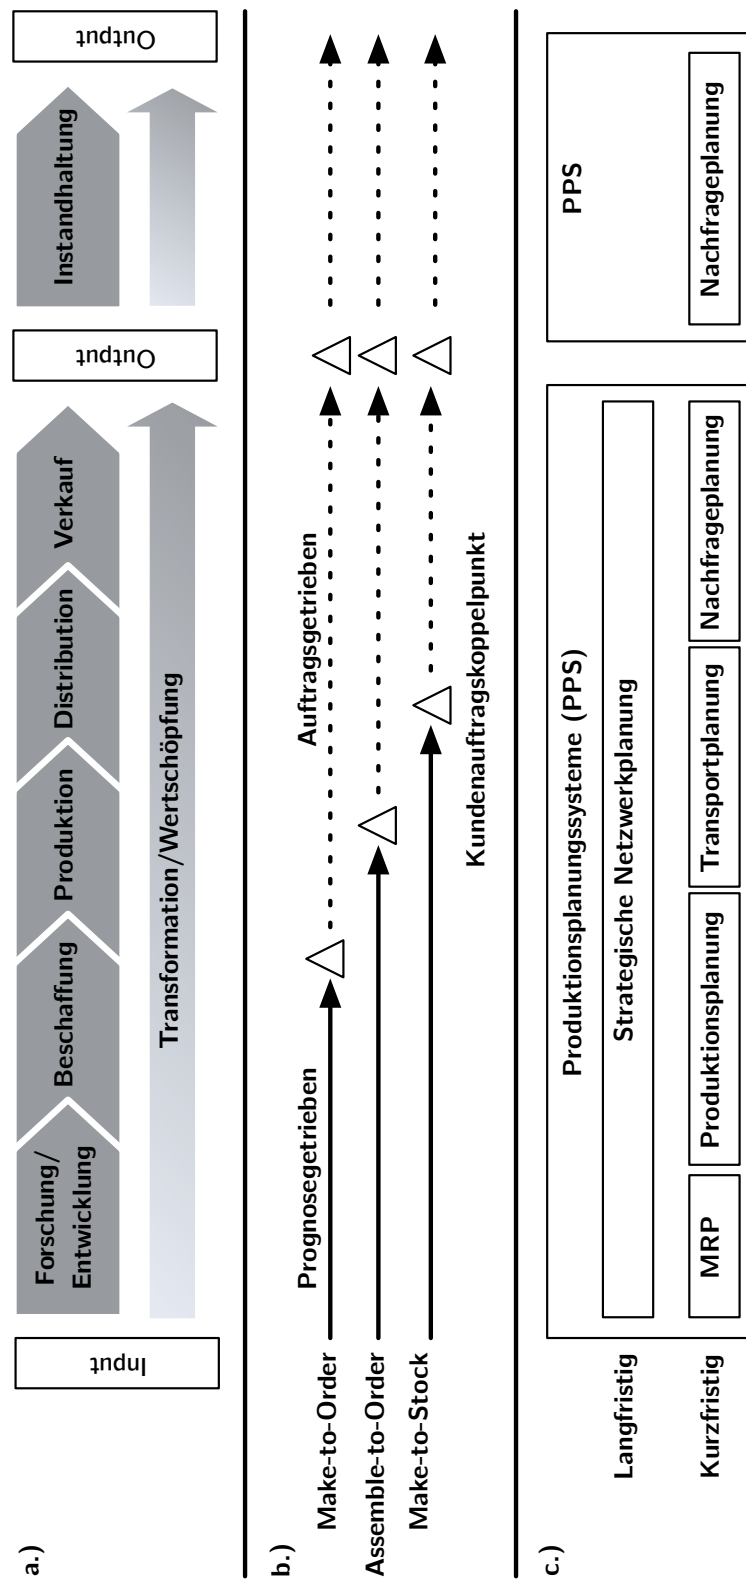 a.)
Input
Forschung/
Entwicklung
Beschaffung
Produktion
Distribution
Verkauf
Output
Instandhaltung
Output
Transformation/Wertschöpfung
b.)
Prognosegetrieben
Auftragsgetrieben
Make-to-Order
Assemble-to-Order
Make-to-Stock
Kundenauftragskoppelpunkt
c.)
Produktionsplanungssysteme (PPS)
PPS
Langfristig
Strategische Netzwerkplanung
Kurzfristig
MRP
Produktionsplanung
Transportplanung
Nachfrageplanung
Nachfrageplanung